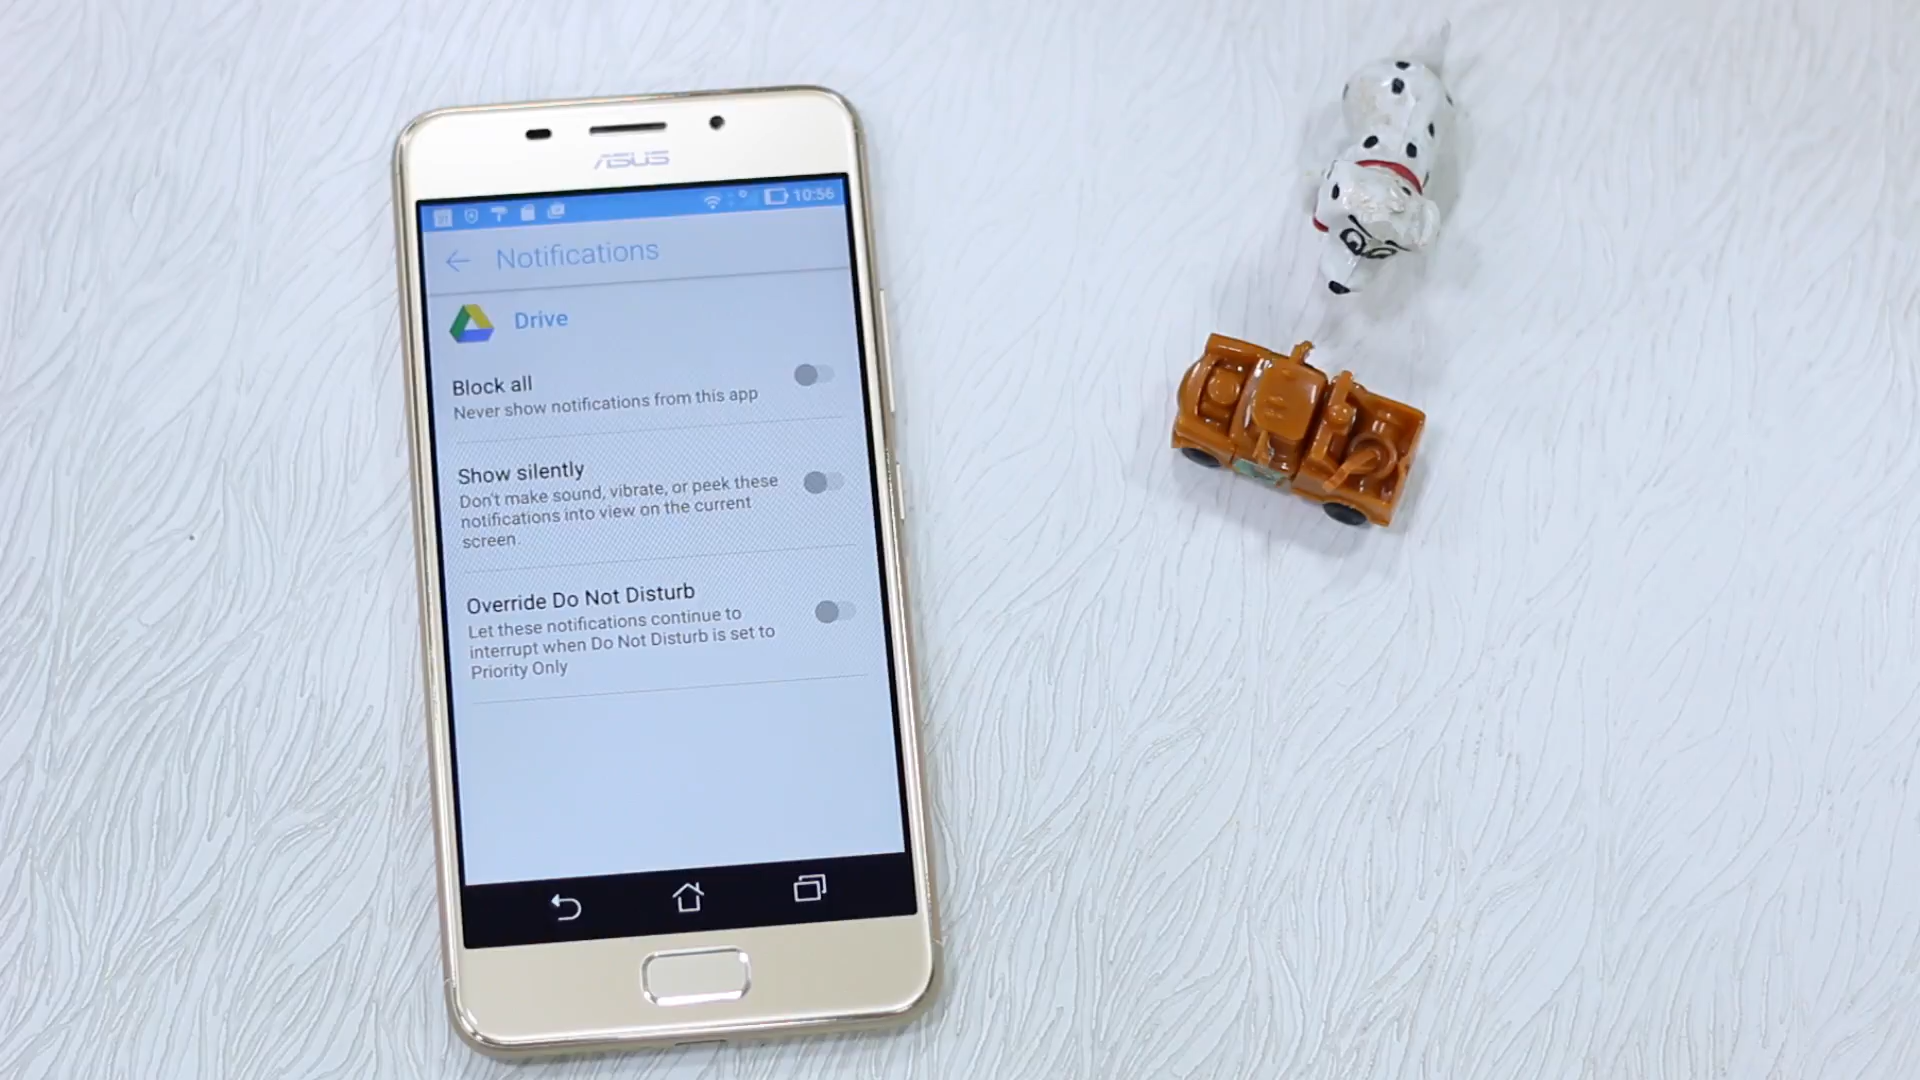 ASUS
10:56
Notifications
Drive
Block all
Never show notifications from this app
Show silently
Don't make sound, vibrate, or peek these
notifications into view on the current
screen.
Override Do Not Disturb
Let these notifications continue to
interrupt when Do Not Disturb is set to
Priority Only